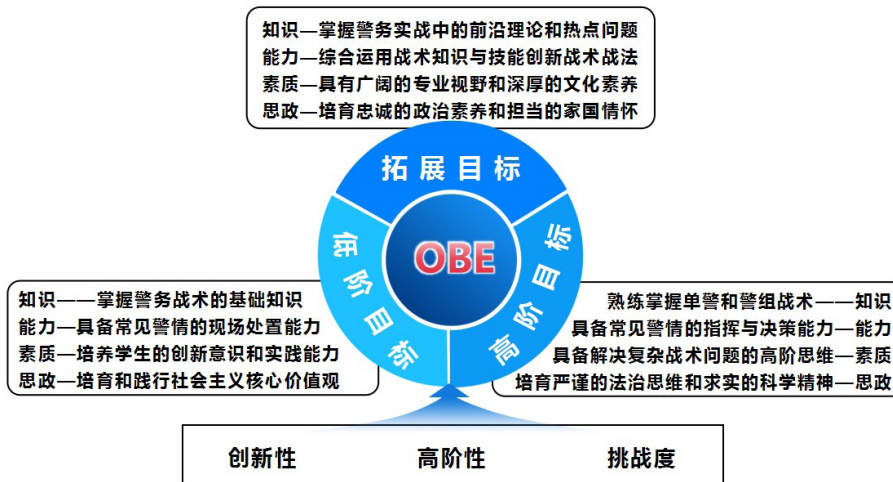 知识—掌握警务实战中的前沿理论和热点问题
能力—综合运用战术知识与技能创新战术战法
素质—具有广阔的专业视野和深厚的文化素养
思政—培育忠诚的政治素养和担当的家国情怀
拓展目标
低阶目标
OBE
高阶目标
知识——掌握警务战术的基础知识
能力—具备常见警情的现场处置能力
素质—培养学生的创新意识和实践能力
思政—培育和践行社会主义核心价值观
熟练掌握单警和警组战术——知识
具备常见警情的指挥与决策能力—能力
具备解决复杂战术问题的高阶思维—素质
培育严谨的法治思维和求实的科学精神—思政
创新性 高阶性 挑战度